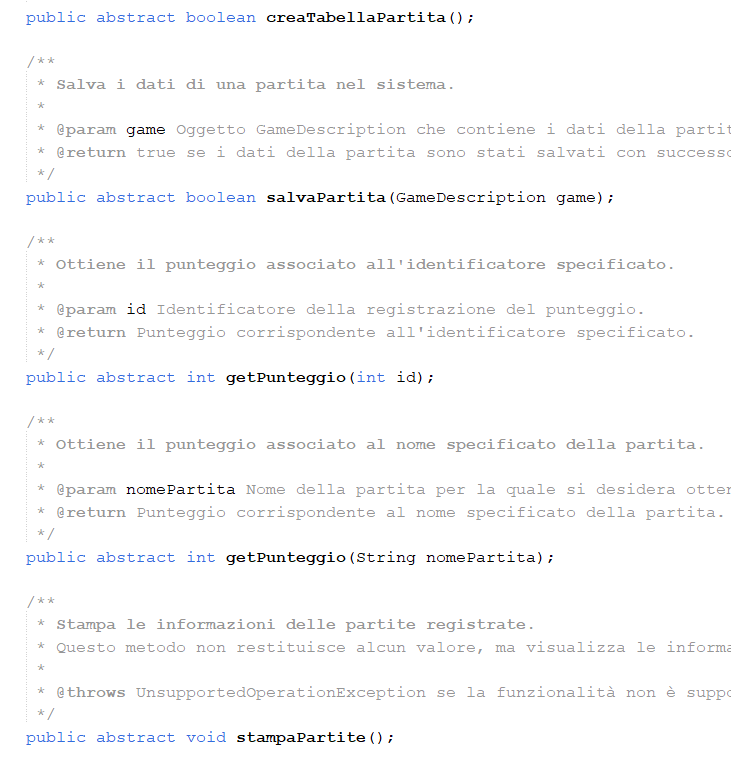 public abstract boolean creaTabellaPartita();
/**
* Salva i dati di una partita nel sistema.
*
* @param game Oggetto GameDescription che contiene i dati della
* @return true se i dati della partita sono stati salvati con successo
*/
public abstract boolean salvaPartita(GameDescription game);
/**
* Ottiene il punteggio associato all'identificatore specificato.
*
* @param id Identificatore della registrazione del punteggio.
* @return Punteggio corrispondente all'identificatore specificato.
*/
public abstract int getPunteggio(int id);
/**
* Ottiene il punteggio associato al nome specificato della partita.
*
* @param nomePartita Nome della partita per la quale si desidera
* @return Punteggio corrispondente al nome specificato della partita.
*/
public abstract int getPunteggio(String nomePartita);
/**
* Stampa le informazioni delle partite registrate.
* Questo metodo non restituisce alcun valore, ma visualizza le
*
* @throws UnsupportedOperationException se la funzionalità non è
*/
public abstract void stampaPartite();